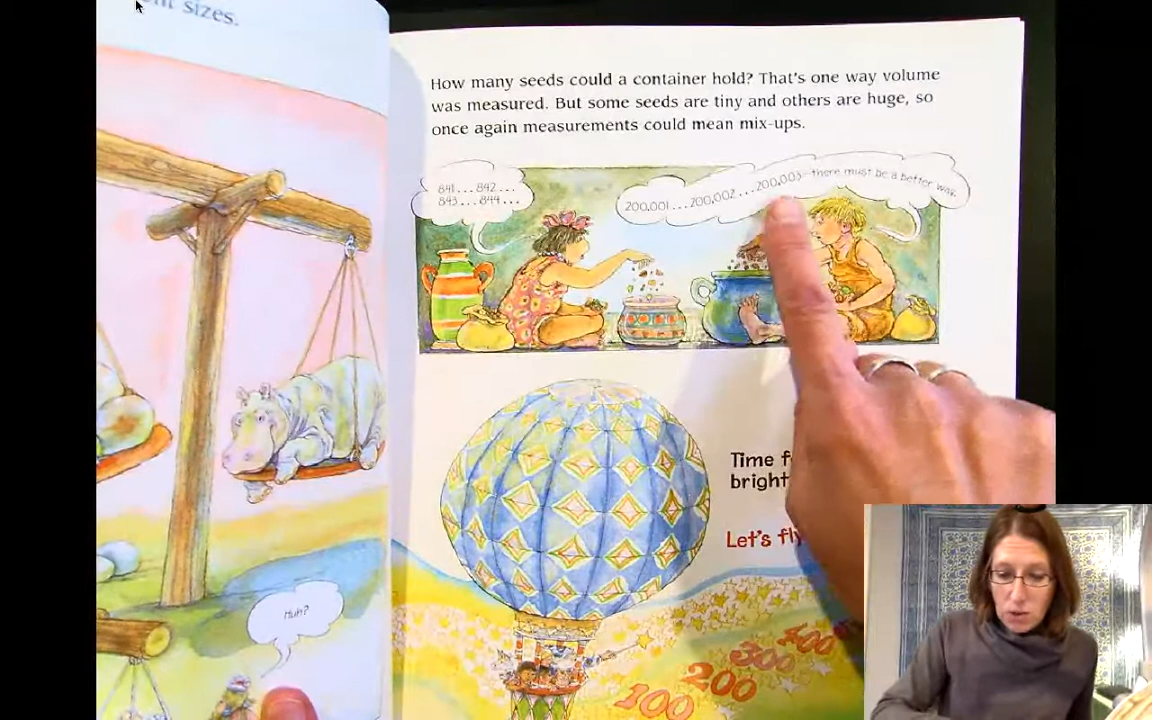 sizes.
How many seeds could a container hold? That's one way volume
was measured. But some seeds are tiny and others are huge, so
once again measurements could mean mix-ups.
841...842...
843...844...
200,001...200,002...200,003—there must be a better way.
Time
bright
Let's fly
Huh?
100
200
300
400